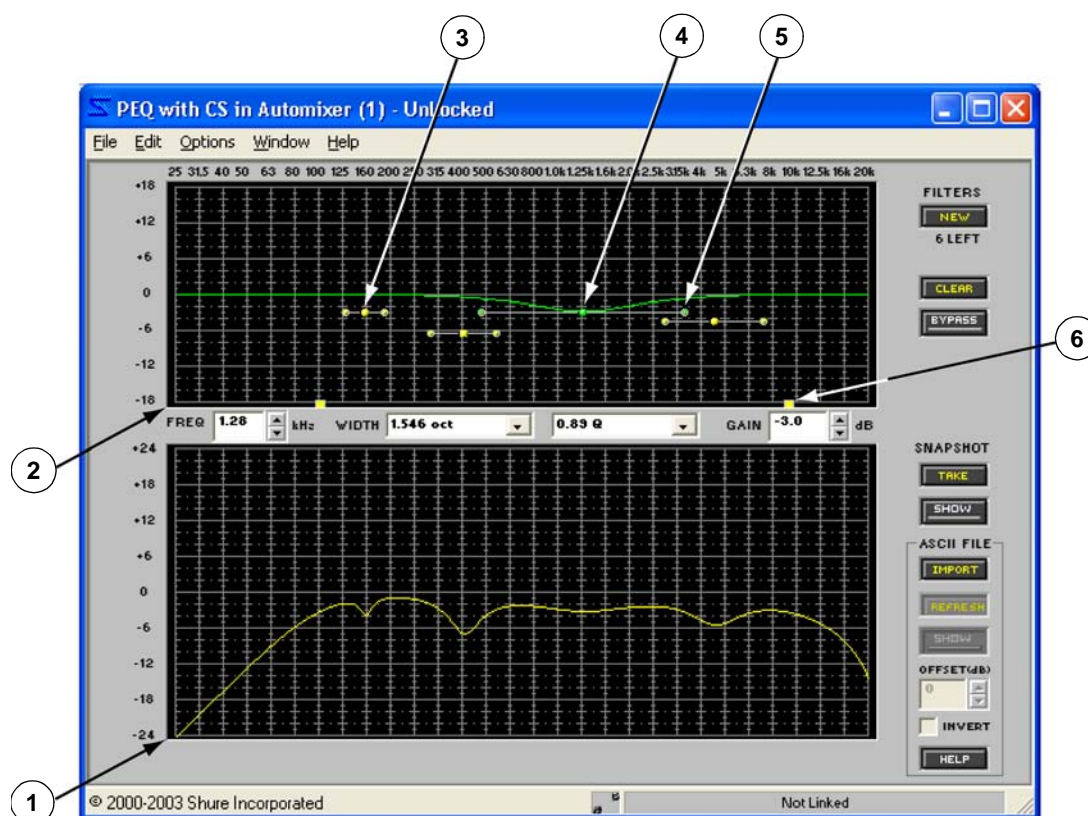 3
4
5
PEQ with CS in Automixer (1) - Unlocked
File Edit Options Window Help
25 31.5 40 50 63 80 100 125 160 200 250 315 400 500 630 800 1.0k 1.25k 1.6k 2.0k 2.5k 3.15k 4k 5k 6.3k 8k 10k 12.5k 16k 20k
+18
+12
+6
0
-6
-12
-18
FILTERS
NEW
6 LEFT
CLEAR
BYPASS
6
FREQ 1.28 kHz WIDTH 1.546 oct 0.89 Q GAIN -3.0 dB
2
+24
+18
+12
+6
0
-6
-12
-18
-24
SNAPSHOT
TAKE
SHOW
ASCII FILE
IMPORT
REFRESH
SHOW
OFFSET(dB)
0
INVERT
HELP
1
© 2000-2003 Shure Incorporated
Not Linked